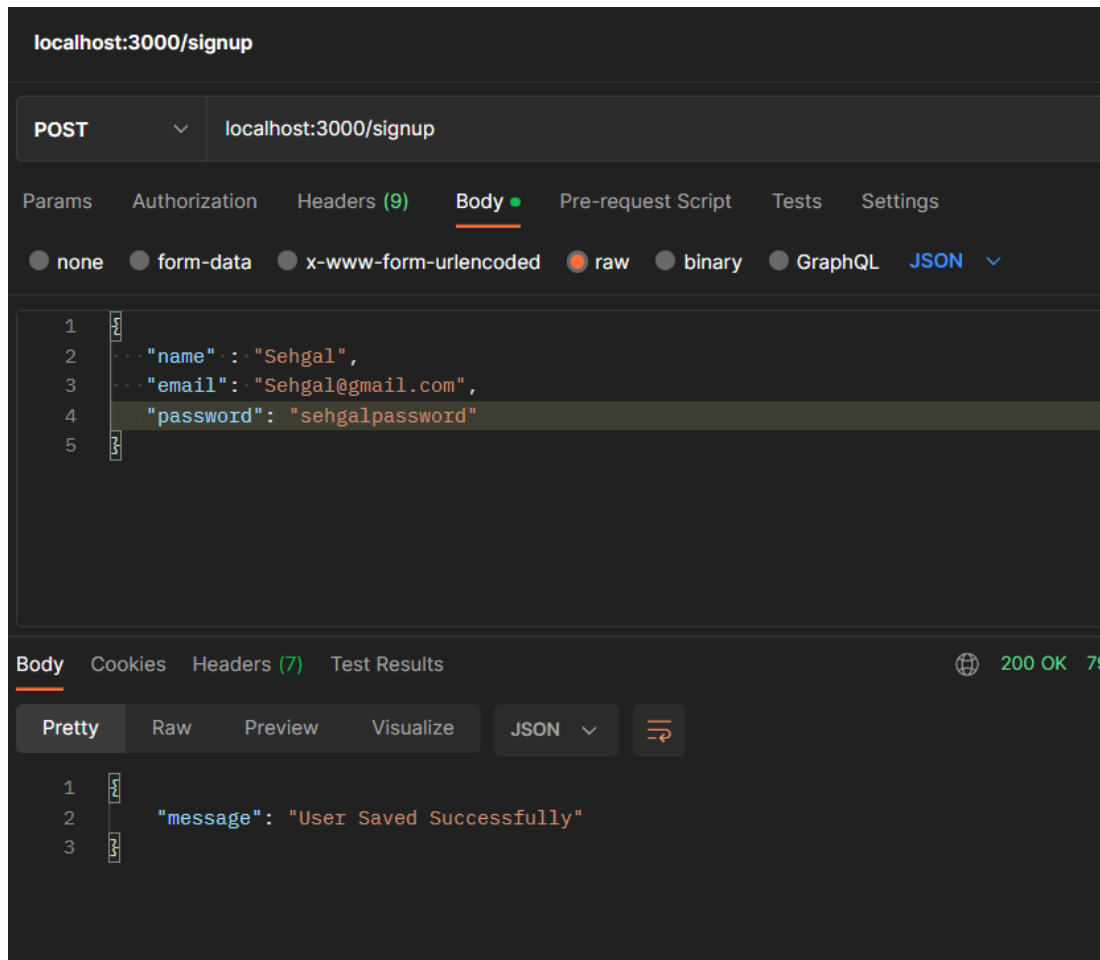 localhost:3000/signup
POST localhost:3000/signup
Params Authorization Headers (9) Body Pre-request Script Tests Settings
none form-data x-www-form-urlencoded raw binary GraphQL JSON
1 {
2 "name" : "Sehgal",
3 "email": "Sehgal@gmail.com",
4 "password": "sehgalpassword"
5 }
Body Cookies Headers (7) Test Results 200 OK
Pretty Raw Preview Visualize JSON
1 {
2 "message": "User Saved Successfully"
3 }